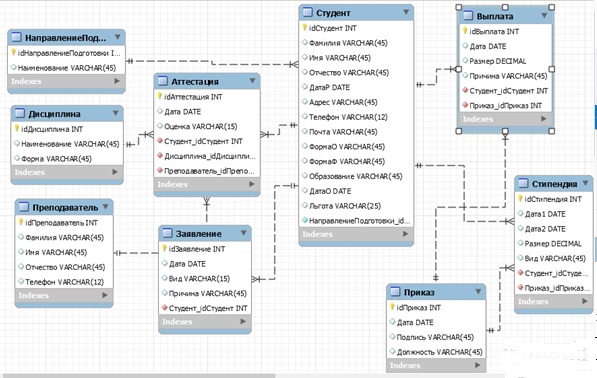 НаправлениеПод...
idНаправлениеПодготовки I...
Наименование VARCHAR(45)
Indexes
Дисциплина
idДисциплина INT
Наименование VARCHAR(45)
Форма VARCHAR(45)
Indexes
Преподаватель
idПреподаватель INT
Фамилия VARCHAR(45)
Имя VARCHAR(45)
Отчество VARCHAR(45)
Телефон VARCHAR(12)
Indexes
Аттестация
idАттестация INT
Дата DATE
Оценка VARCHAR(15)
Студент_idСтудент INT
Дисциплина_idДисципли...
Преподаватель_idПрепо...
Indexes
Заявление
idЗаявление INT
Дата DATE
Вид VARCHAR(15)
Причина VARCHAR(45)
Студент_idСтудент INT
Indexes
Студент
idСтудент INT
Фамилия VARCHAR(45)
Имя VARCHAR(45)
Отчество VARCHAR(45)
ДатаР DATE
Адрес VARCHAR(45)
Телефон VARCHAR(12)
Почта VARCHAR(45)
ФормаО VARCHAR(45)
ФормаФ VARCHAR(45)
Образование VARCHAR(45)
ДатаО DATE
Льгота VARCHAR(25)
НаправлениеПодготовки_id...
Indexes
Выплата
idВыплата INT
Дата DATE
Размер DECIMAL
Причина VARCHAR(45)
Студент_idСтудент INT
Приказ_idПриказ INT
Indexes
Стипендия
idСтипендия INT
Дата1 DATE
Дата2 DATE
Размер DECIMAL
Вид VARCHAR(45)
Студент_idСтуде...
Приказ_idПриказ...
Indexes
Приказ
idПриказ INT
Дата DATE
Подпись VARCHAR(45)
Должность VARCHAR(45)
Indexes